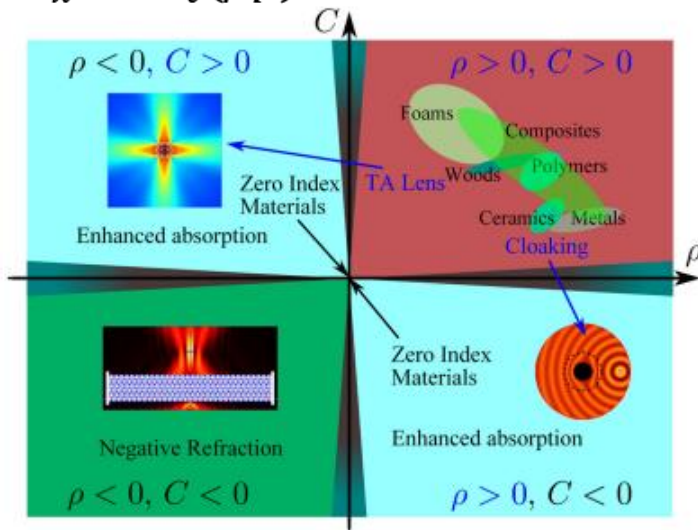 C
ρ < 0, C > 0
ρ > 0, C > 0
Foams
Composites
Woods
Polymers
TA Lens
Zero Index
Materials
Ceramics
Metals
Enhanced absorption
Cloaking
ρ
Zero Index
Materials
Negative Refraction
Enhanced absorption
ρ < 0, C < 0
ρ > 0, C < 0